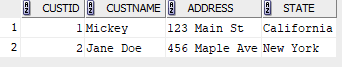 CUSTID CUSTNAME ADDRESS STATE
1 1 Mickey 123 Main St California
2 2 Jane Doe 456 Maple Ave New York